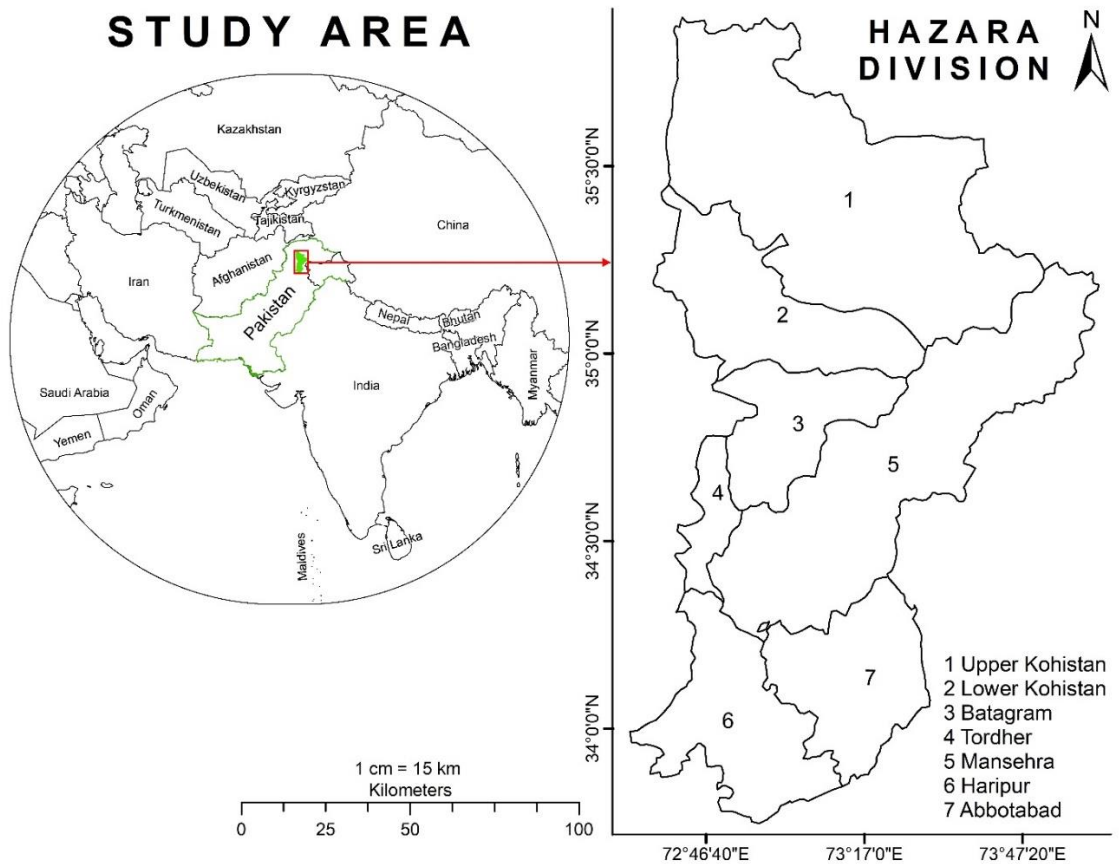 STUDY AREA
Kazakhstan
Uzbekistan
Kyrgyzstan
Turkmenistan
Tajikistan
China
Afghanistan
Iran
Pakistan
Nepal
Bhutan
Bangladesh
Saudi Arabia
Oman
India
Myanmar
Yemen
Sri Lanka
Maldives
1 cm = 15 km
Kilometers
0 25 50 100
HAZARA
DIVISION
N
35°30'0"N
35°0'0"N
34°30'0"N
34°0'0"N
1
2
3
4
5
6
7
1 Upper Kohistan
2 Lower Kohistan
3 Batagram
4 Tordher
5 Mansehra
6 Haripur
7 Abbotabad
72°46'40"E 73°17'0"E 73°47'20"E